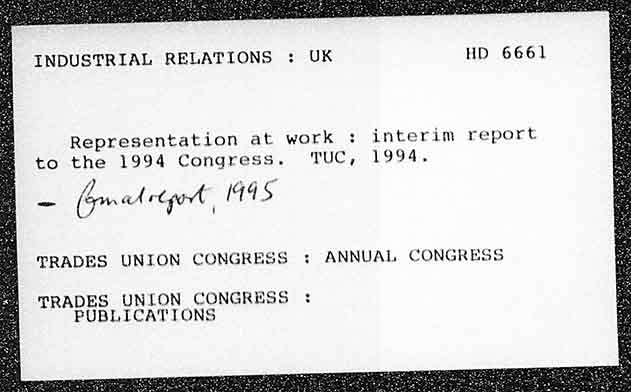 INDUSTRIAL RELATIONS : UK HD 6661
Representation at work : interim report
to the 1994 Congress. TUC, 1994.
- report, 1995
TRADES UNION CONGRESS : ANNUAL CONGRESS
TRADES UNION CONGRESS :
PUBLICATIONS